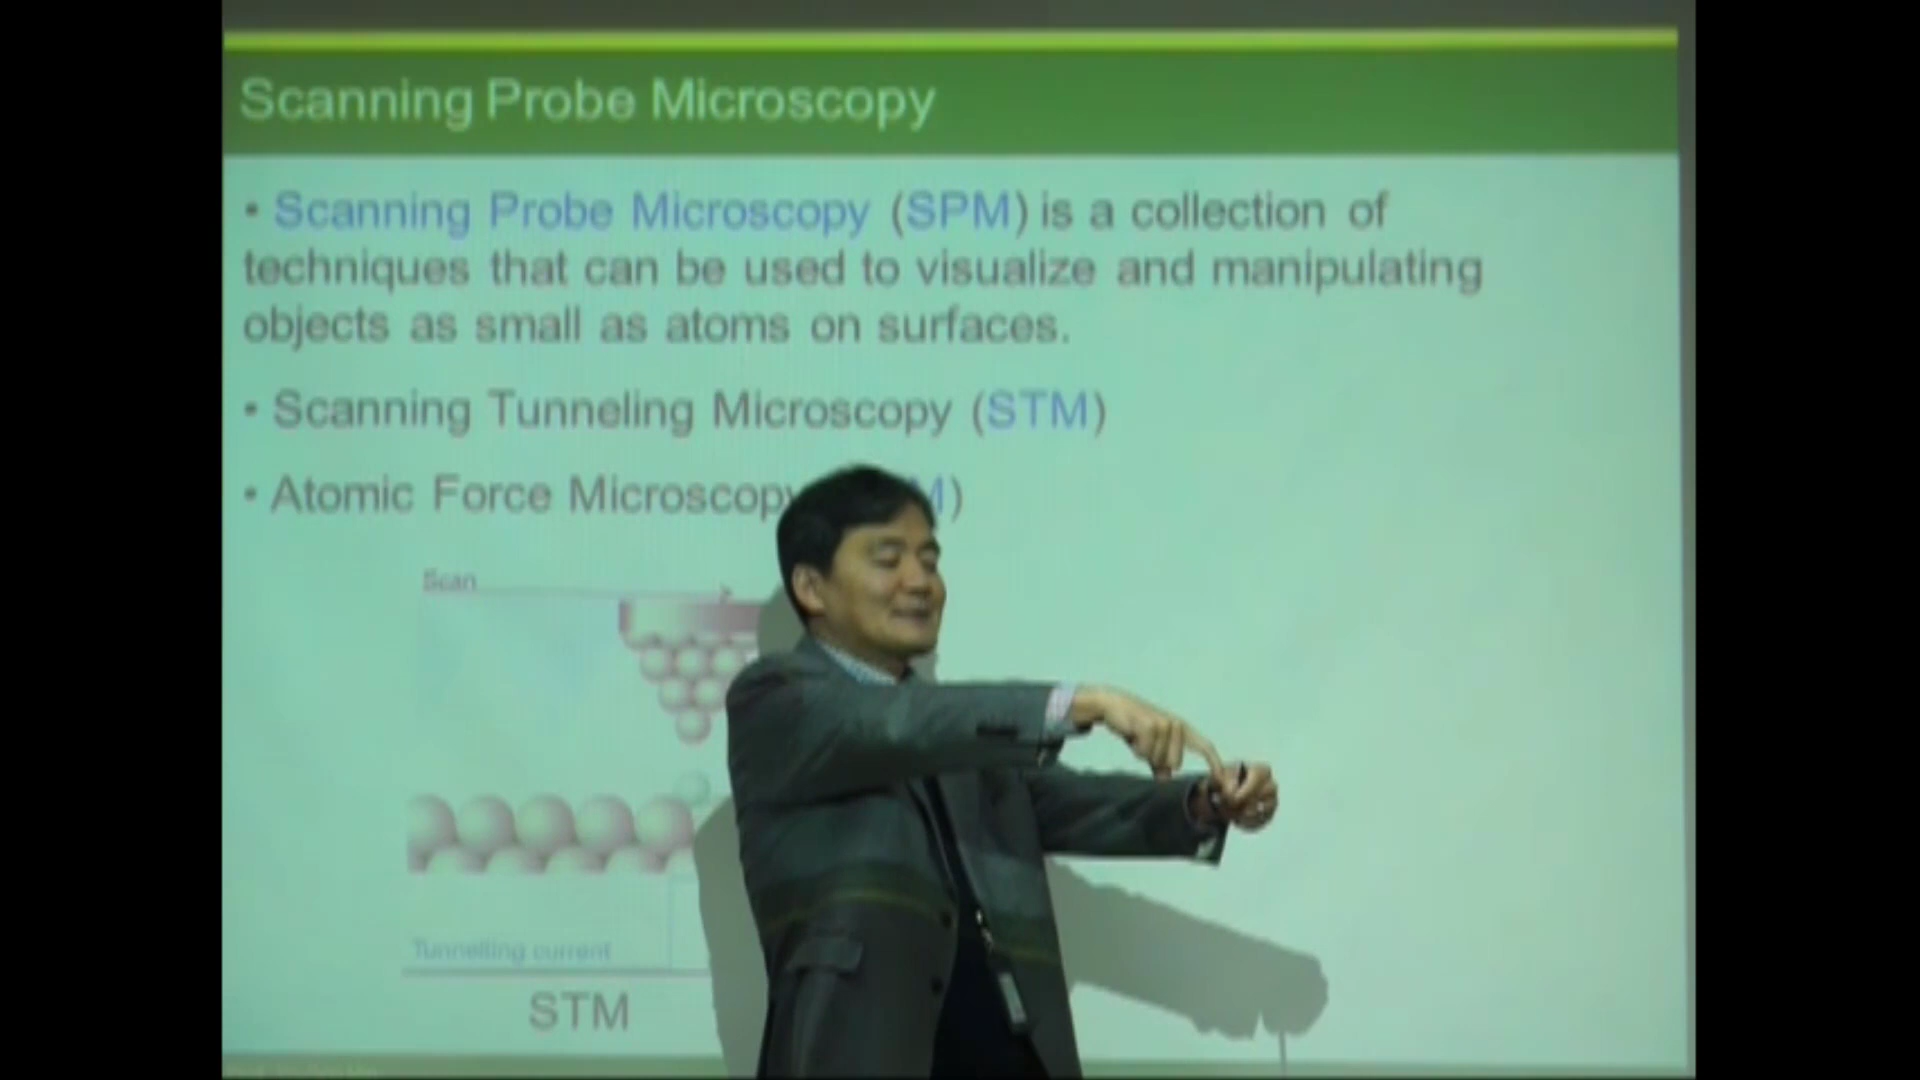 Scanning Probe Microscopy
• Scanning Probe Microscopy (SPM) is a collection of
techniques that can be used to visualize and manipulating
objects as small as atoms on surfaces.
• Scanning Tunneling Microscopy (STM)
• Atomic Force Microscopy M)
Scan
Tunnelling current
STM